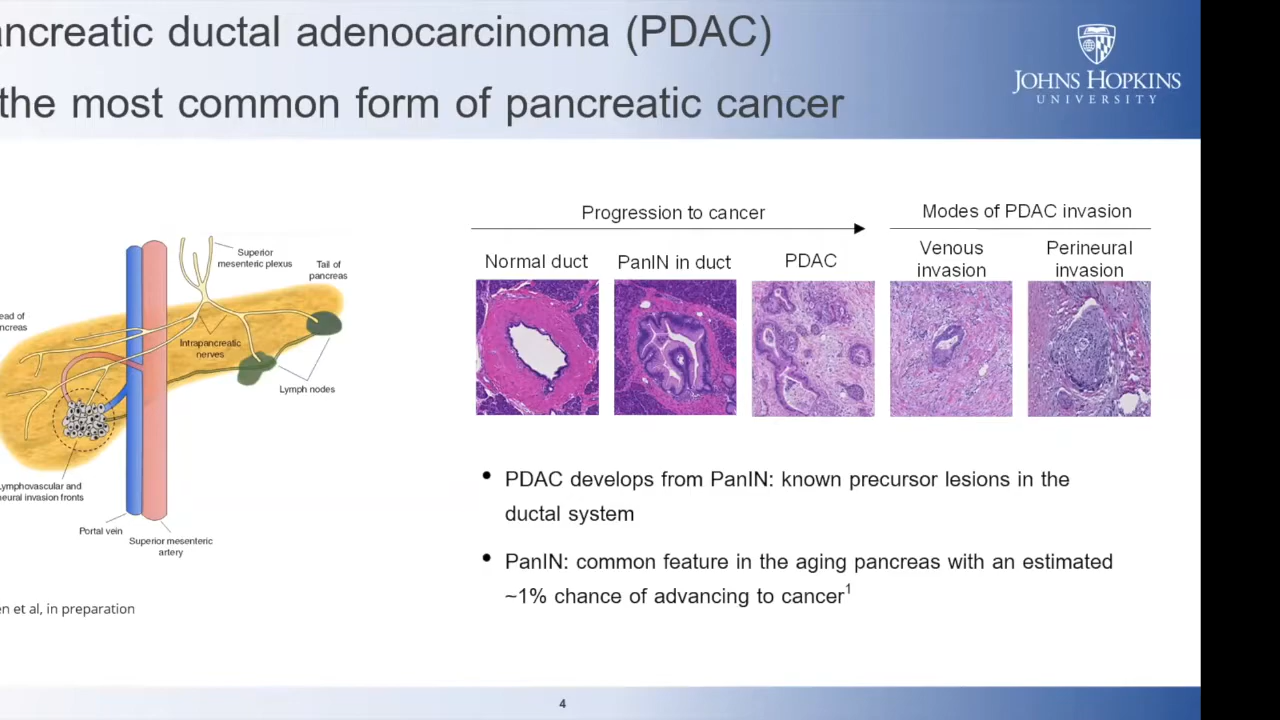 ancreatic ductal adenocarcinoma (PDAC)
the most common form of pancreatic cancer
JOHNS HOPKINS
UNIVERSITY
Superior
mesenteric plexus
Tail of
pancreas
ead of
ncreas
Intrapancreatic
nerves
Lymph nodes
Lymphovascular and
neural invasion fronts
Portal vein
Superior mesenteric
artery
en et al, in preparation
Progression to cancer
Modes of PDAC invasion
Normal duct
PanIN in duct
PDAC
Venous
invasion
Perineural
invasion
• PDAC develops from PanIN: known precursor lesions in the
ductal system
• PanIN: common feature in the aging pancreas with an estimated
~1% chance of advancing to cancer1
4